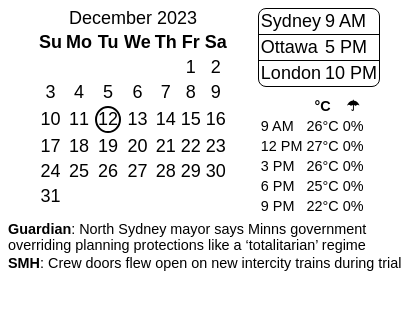 December 2023
Su Mo Tu We Th Fr Sa
1 2
3 4 5 6 7 8 9
10 11 12 13 14 15 16
17 18 19 20 21 22 23
24 25 26 27 28 29 30
31
Sydney 9 AM
Ottawa 5 PM
London 10 PM
°C ☂
9 AM 26°C 0%
12 PM 27°C 0%
3 PM 26°C 0%
6 PM 25°C 0%
9 PM 22°C 0%
Guardian: North Sydney mayor says Minns government
overriding planning protections like a ‘totalitarian’ regime
SMH: Crew doors flew open on new intercity trains during trial